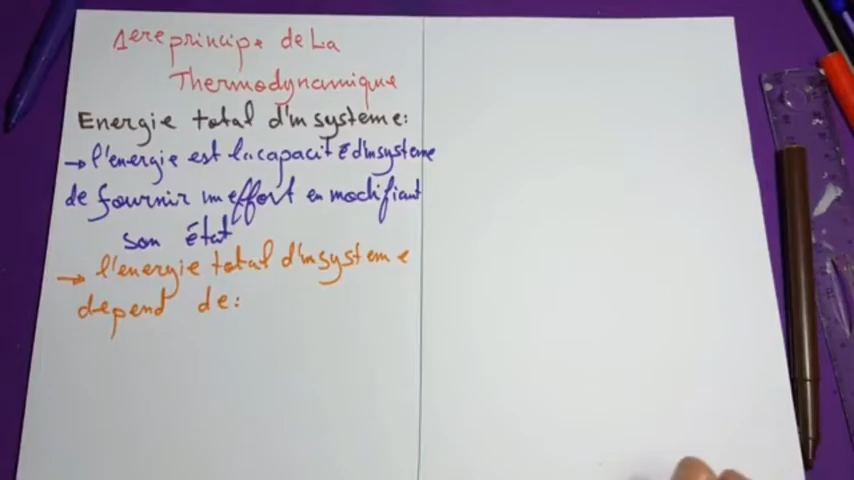 1ere principe de La
Thermodynamique
Energie total d'un systeme:
→ l'energie est la capacité d'un systeme
de fournir un effort en modifiant
son état
→ l'energie total d'un systeme
depend de: